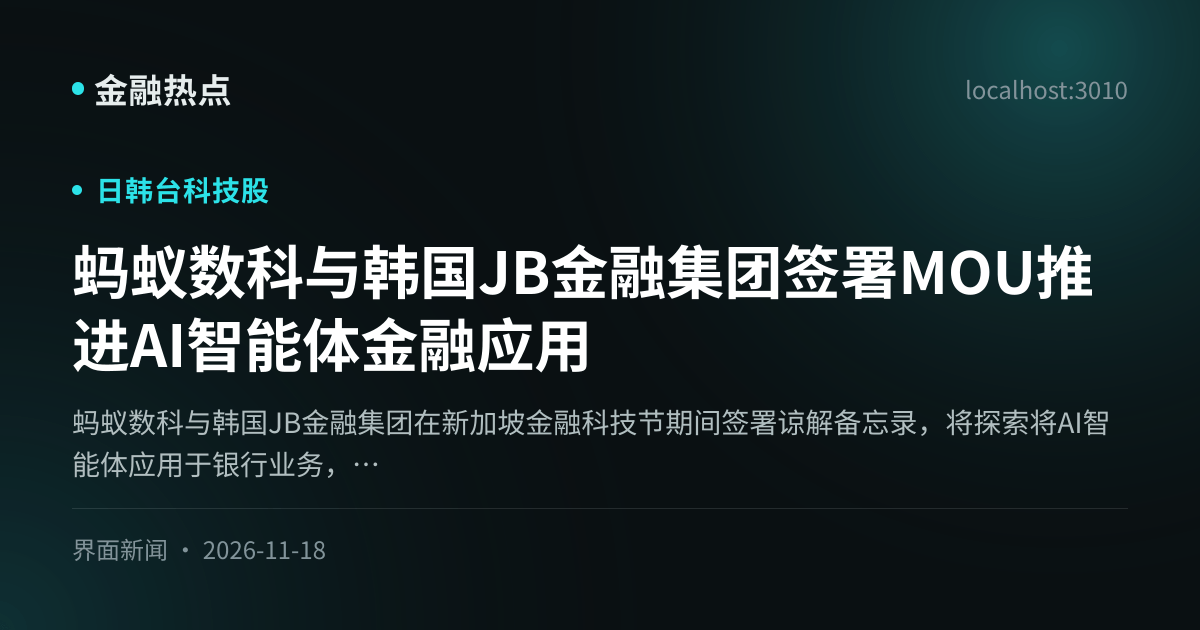 金融热点
localhost:3010
日韩台科技股
蚂蚁数科与韩国JB金融集团签署MOU推
进AI智能体金融应用
蚂蚁数科与韩国JB金融集团在新加坡金融科技节期间签署谅解备忘录，将探索将AI智
能体应用于银行业务，…
界面新闻 · 2026-11-18